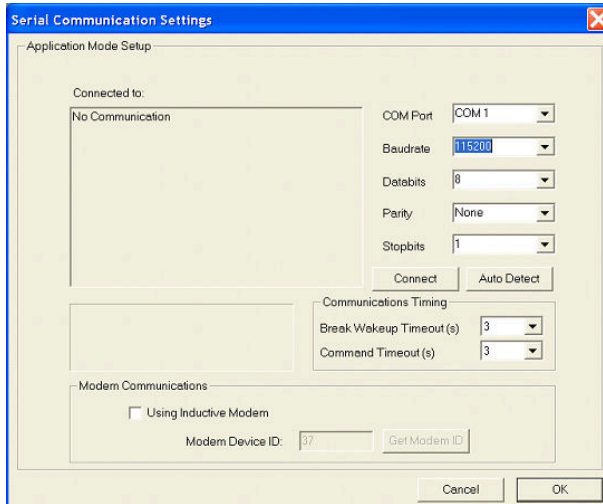 Serial Communication Settings
Application Mode Setup
Connected to:
No Communication
COM Port COM 1
Baudrate 115200
Databits 8
Parity None
Stopbits 1
Connect Auto Detect
Communications Timing
Break Wakeup Timeout (s) 3
Command Timeout (s) 3
Modem Communications
Using Inductive Modem
Modem Device ID: 37 Get Modem ID
Cancel OK